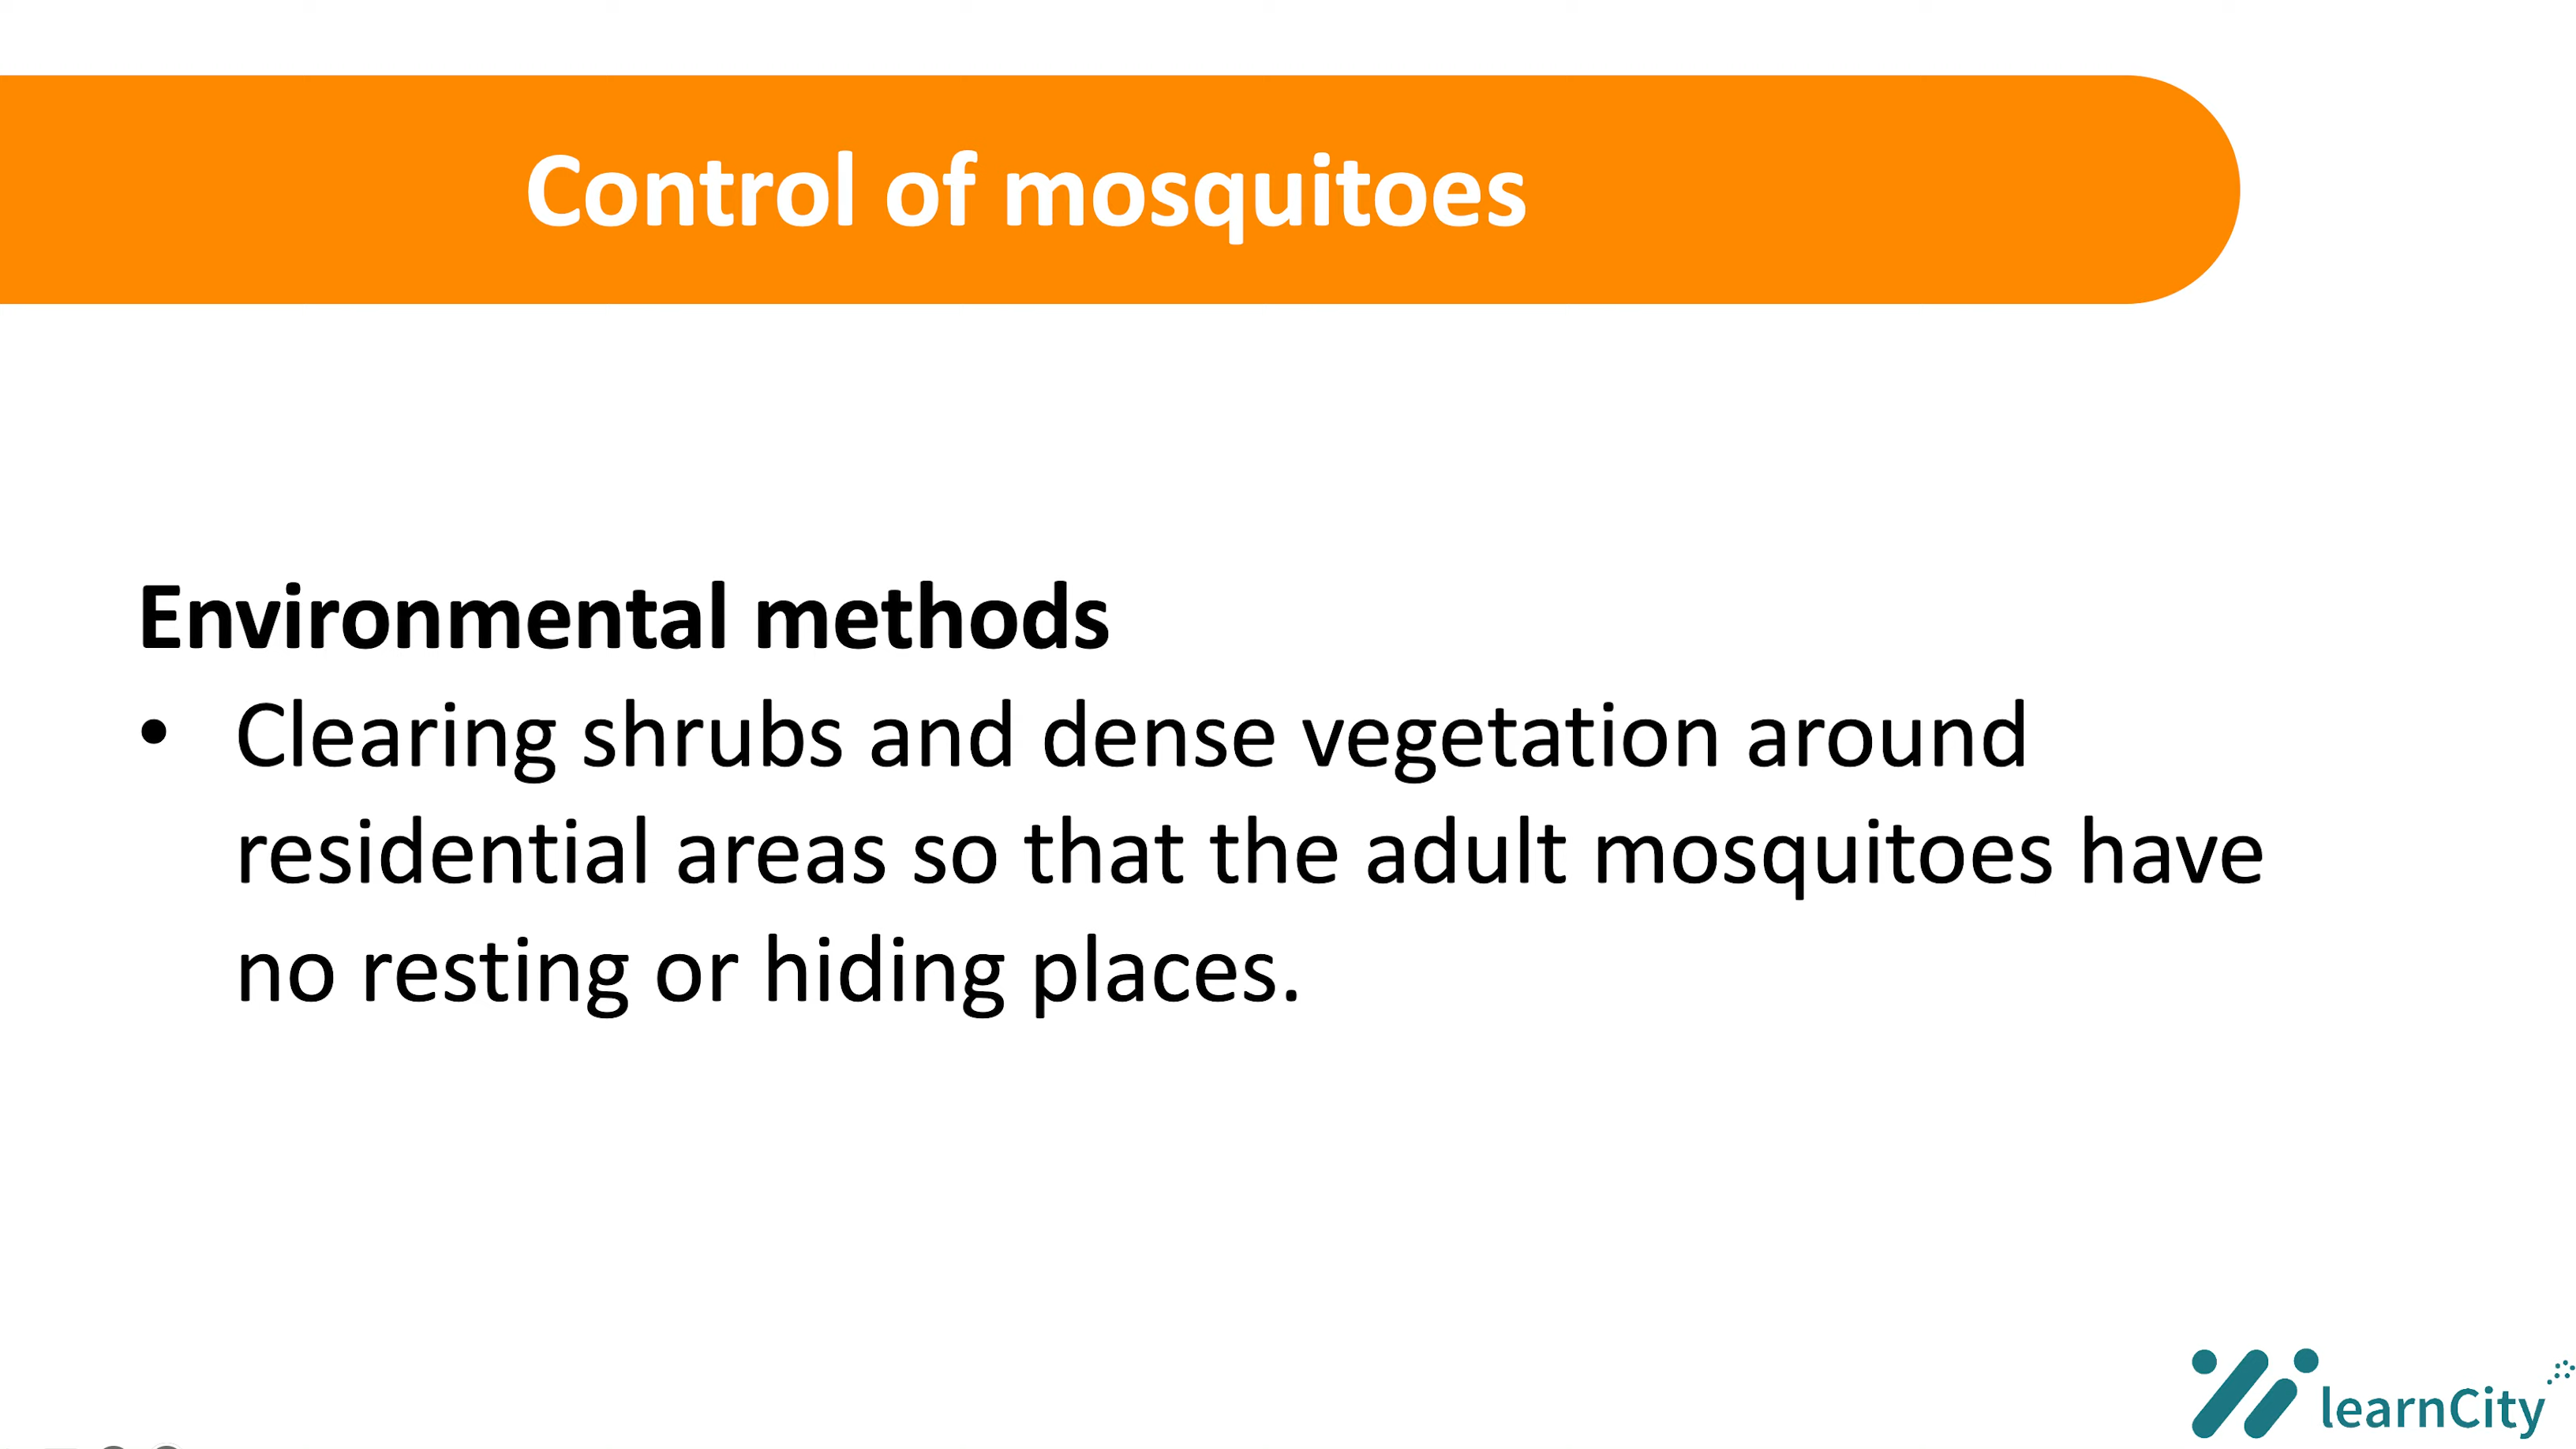 Control of mosquitoes
Environmental methods
• Clearing shrubs and dense vegetation around
residential areas so that the adult mosquitoes have
no resting or hiding places.
learnCity